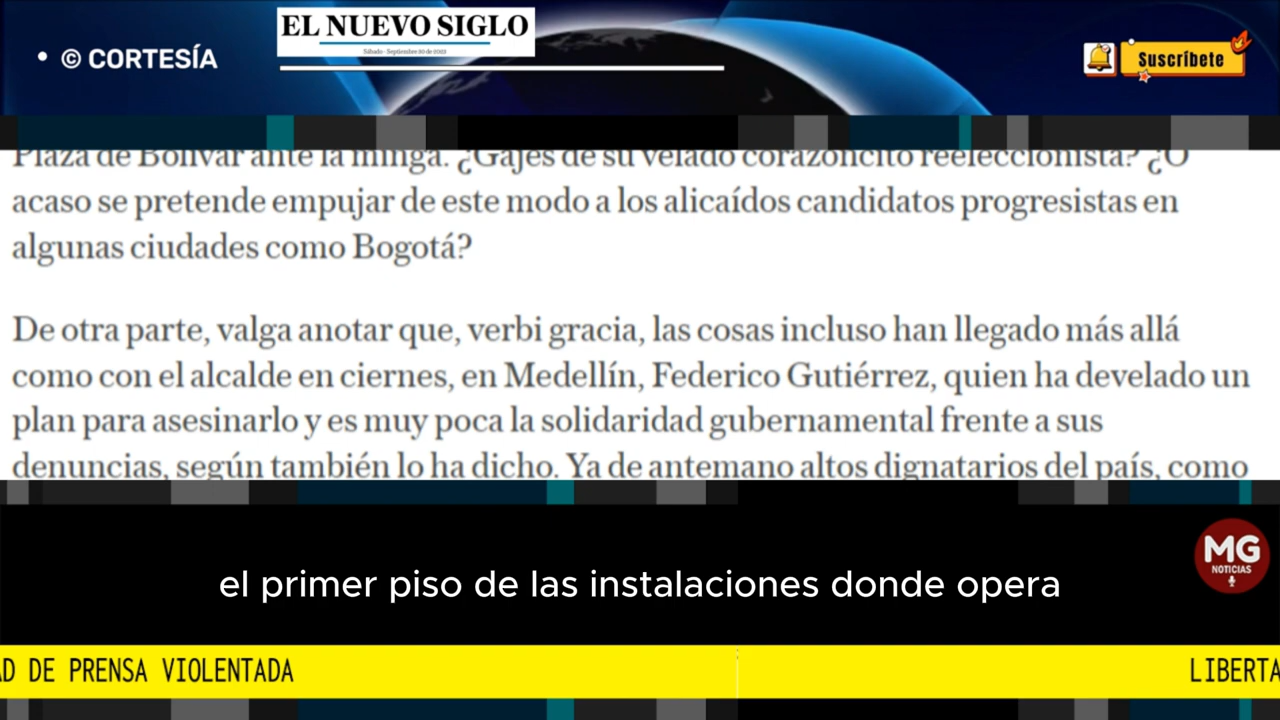 • © CORTESÍA
EL NUEVO SIGLO
Sábado - Septiembre 30 de 2023
Suscríbete
Plaza de Bolívar ante la minga. ¿Gajes de su velado corazoncito reeleccionista? ¿O
acaso se pretende empujar de este modo a los alicaídos candidatos progresistas en
algunas ciudades como Bogotá?
De otra parte, valga anotar que, verbi gracia, las cosas incluso han llegado más allá
como con el alcalde en ciernes, en Medellín, Federico Gutiérrez, quien ha develado un
plan para asesinarlo y es muy poca la solidaridad gubernamental frente a sus
denuncias, según también lo ha dicho. Ya de antemano altos dignatarios del país, como
MG
NOTICIAS
el primer piso de las instalaciones donde opera
AD DE PRENSA VIOLENTADA
LIBERTA